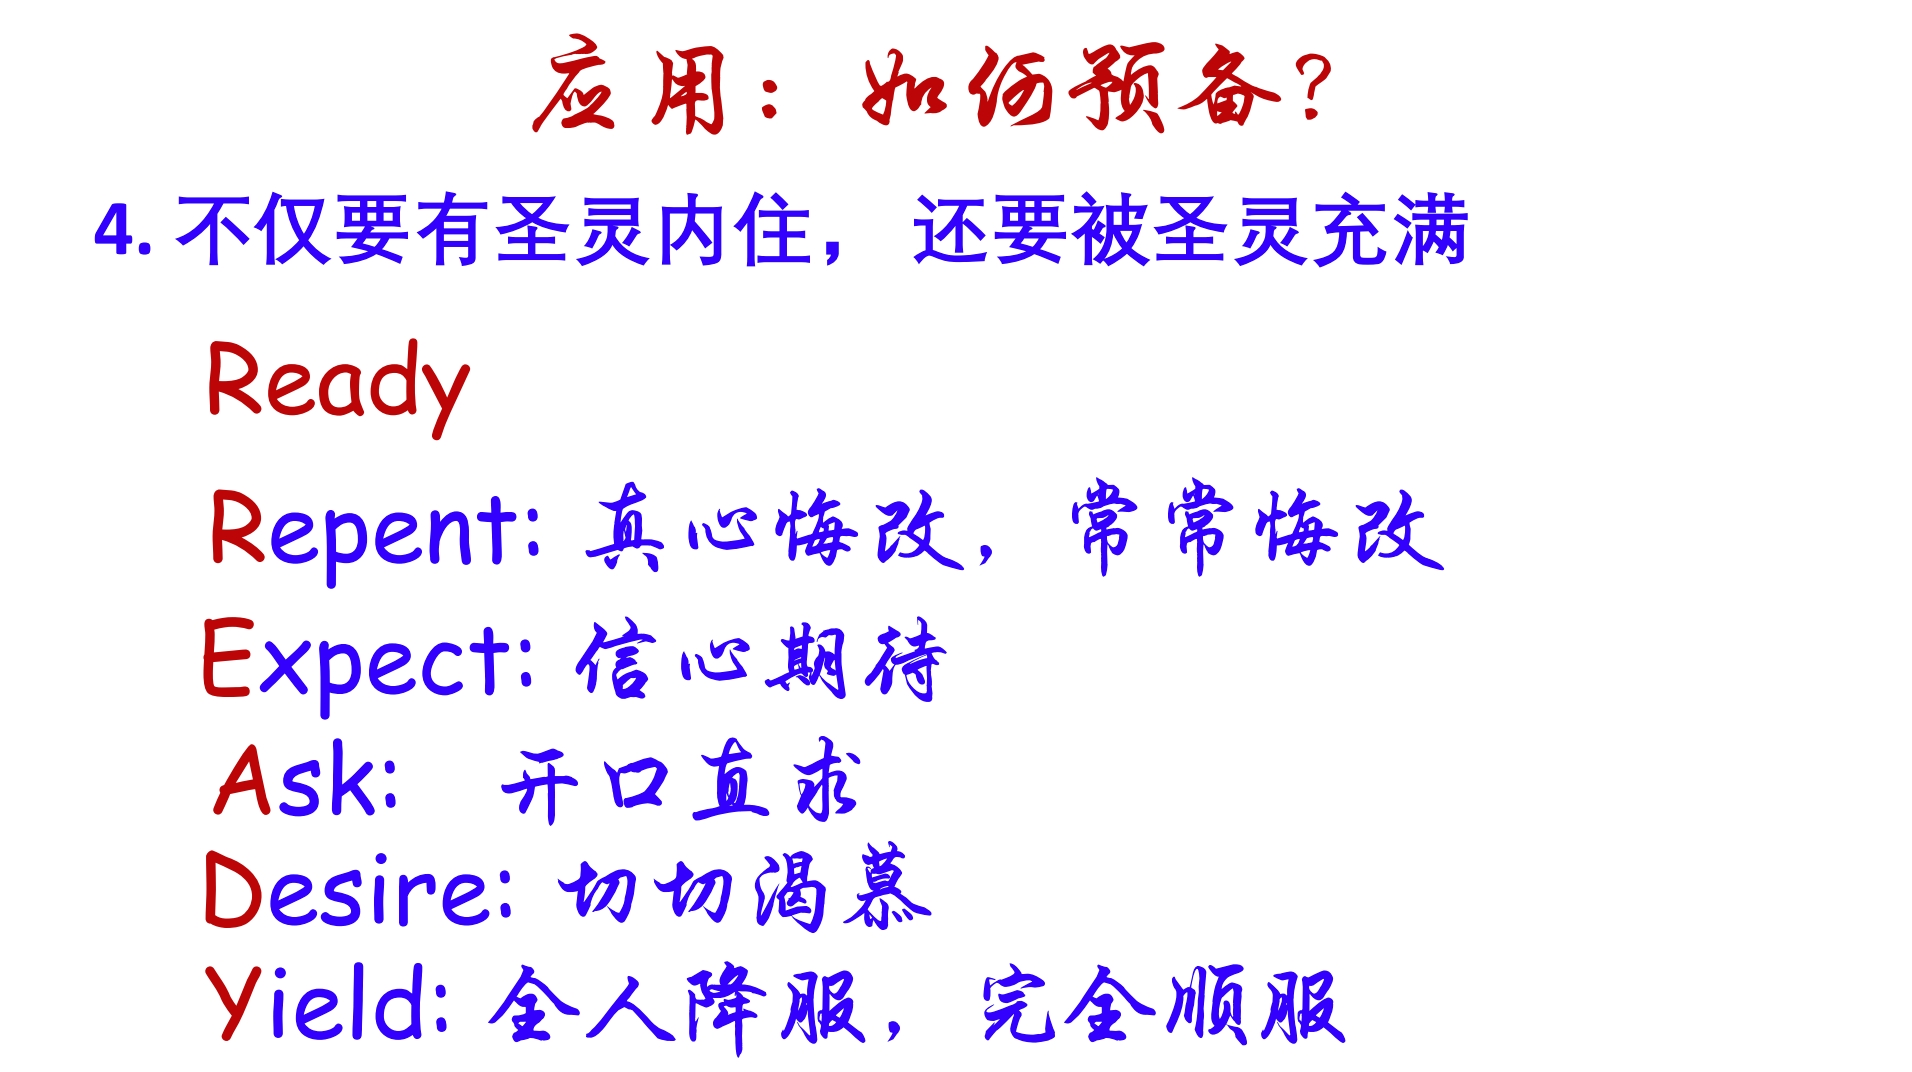 应用：如何预备？
4. 不仅要有圣灵内住，还要被圣灵充满
Ready
Repent: 真心悔改，常常悔改
Expect: 信心期待
Ask: 开口直求
Desire: 切切渴慕
Yield: 全人降服，完全顺服